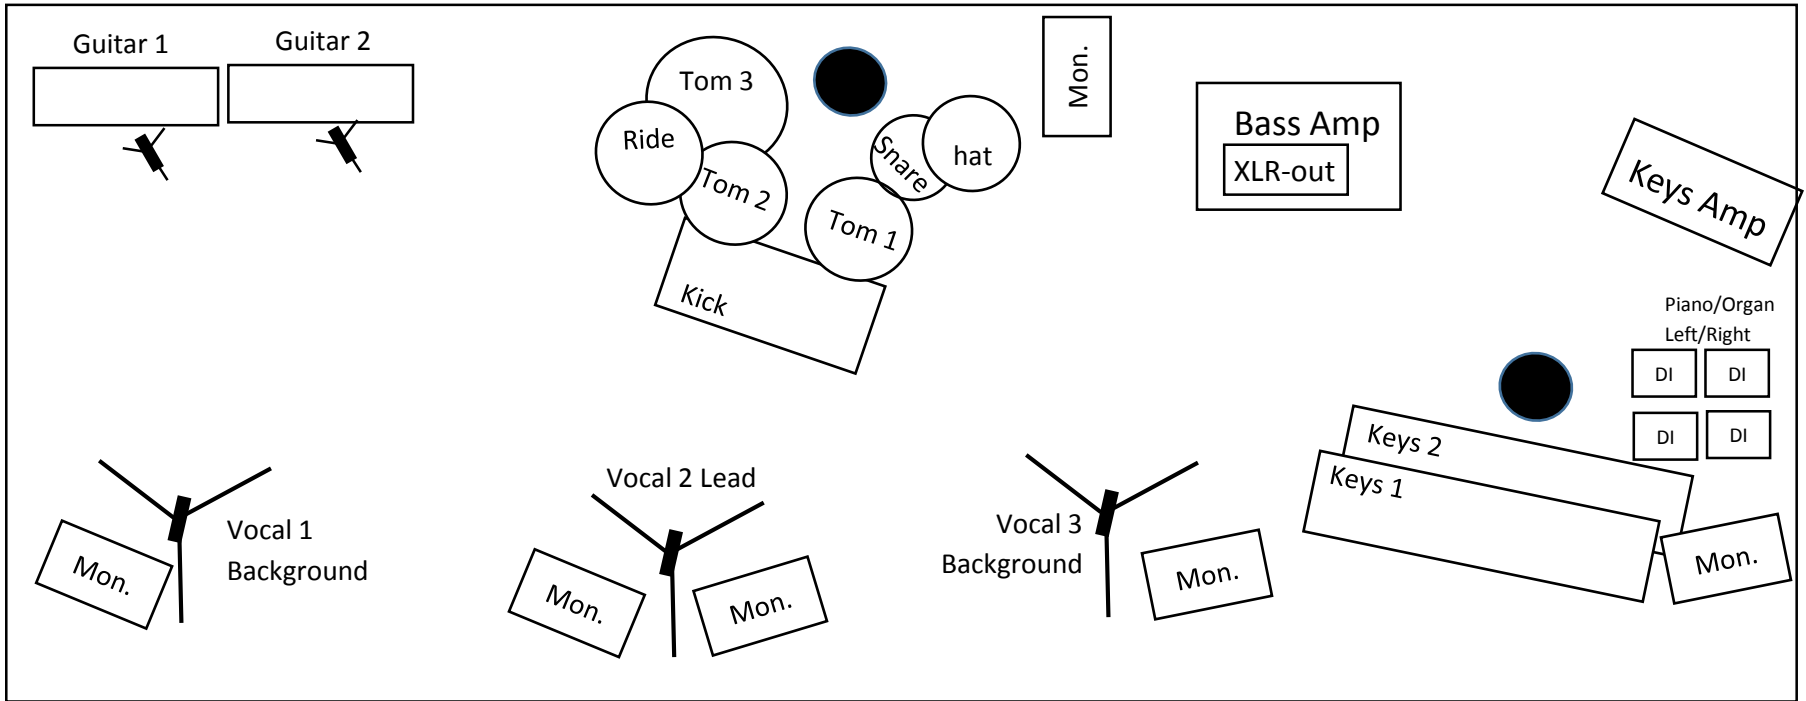 Guitar 1
Guitar 2
Tom 3
Mon.
Ride
Snare
hat
Bass Amp
XLR-out
Tom 2
Tom 1
Keys Amp
Kick
Piano/Organ
Left/Right
DI
DI
DI
DI
Keys 2
Keys 1
Vocal 1
Background
Mon.
Vocal 2 Lead
Mon.
Mon.
Vocal 3
Background
Mon.
Mon.